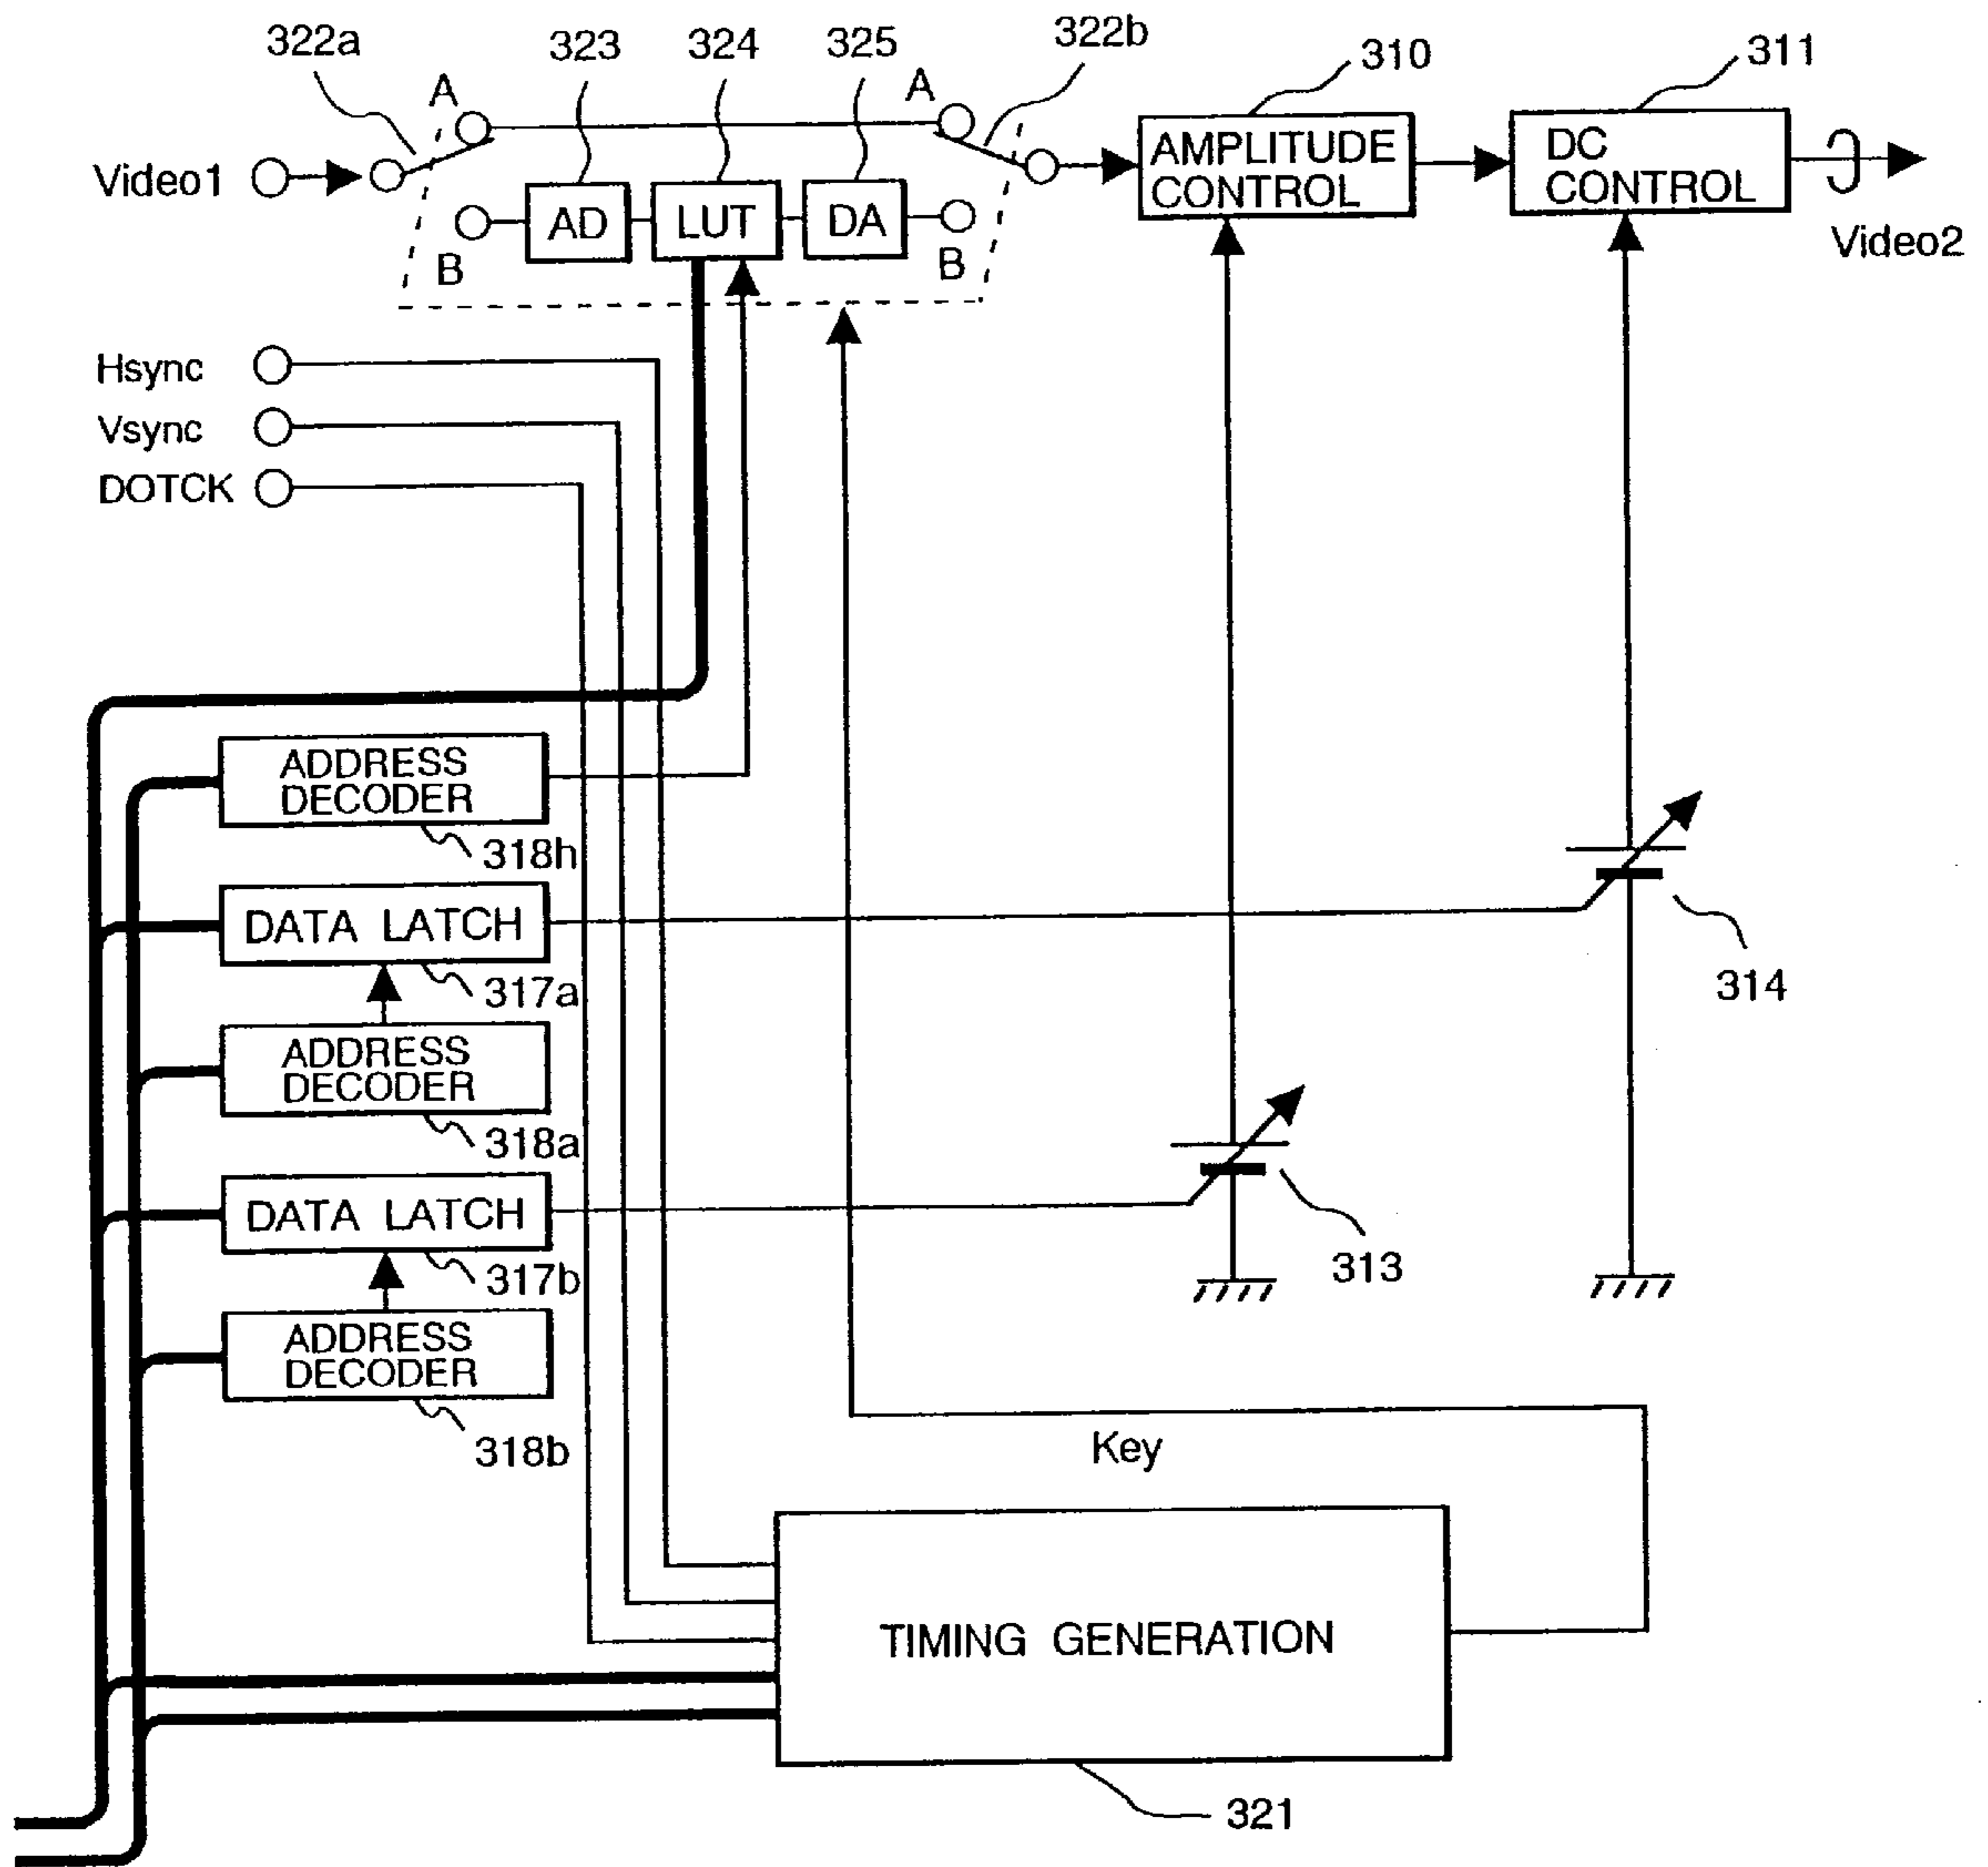 322a
323
324
325
322b
310
311
A
A
Video1
AD
LUT
DA
B
B
AMPLITUDE
CONTROL
DC
CONTROL
Video2
Hsync
Vsync
DOTCK
ADDRESS
DECODER
318h
DATA LATCH
317a
314
ADDRESS
DECODER
318a
DATA LATCH
317b
313
ADDRESS
DECODER
318b
Key
TIMING GENERATION
321